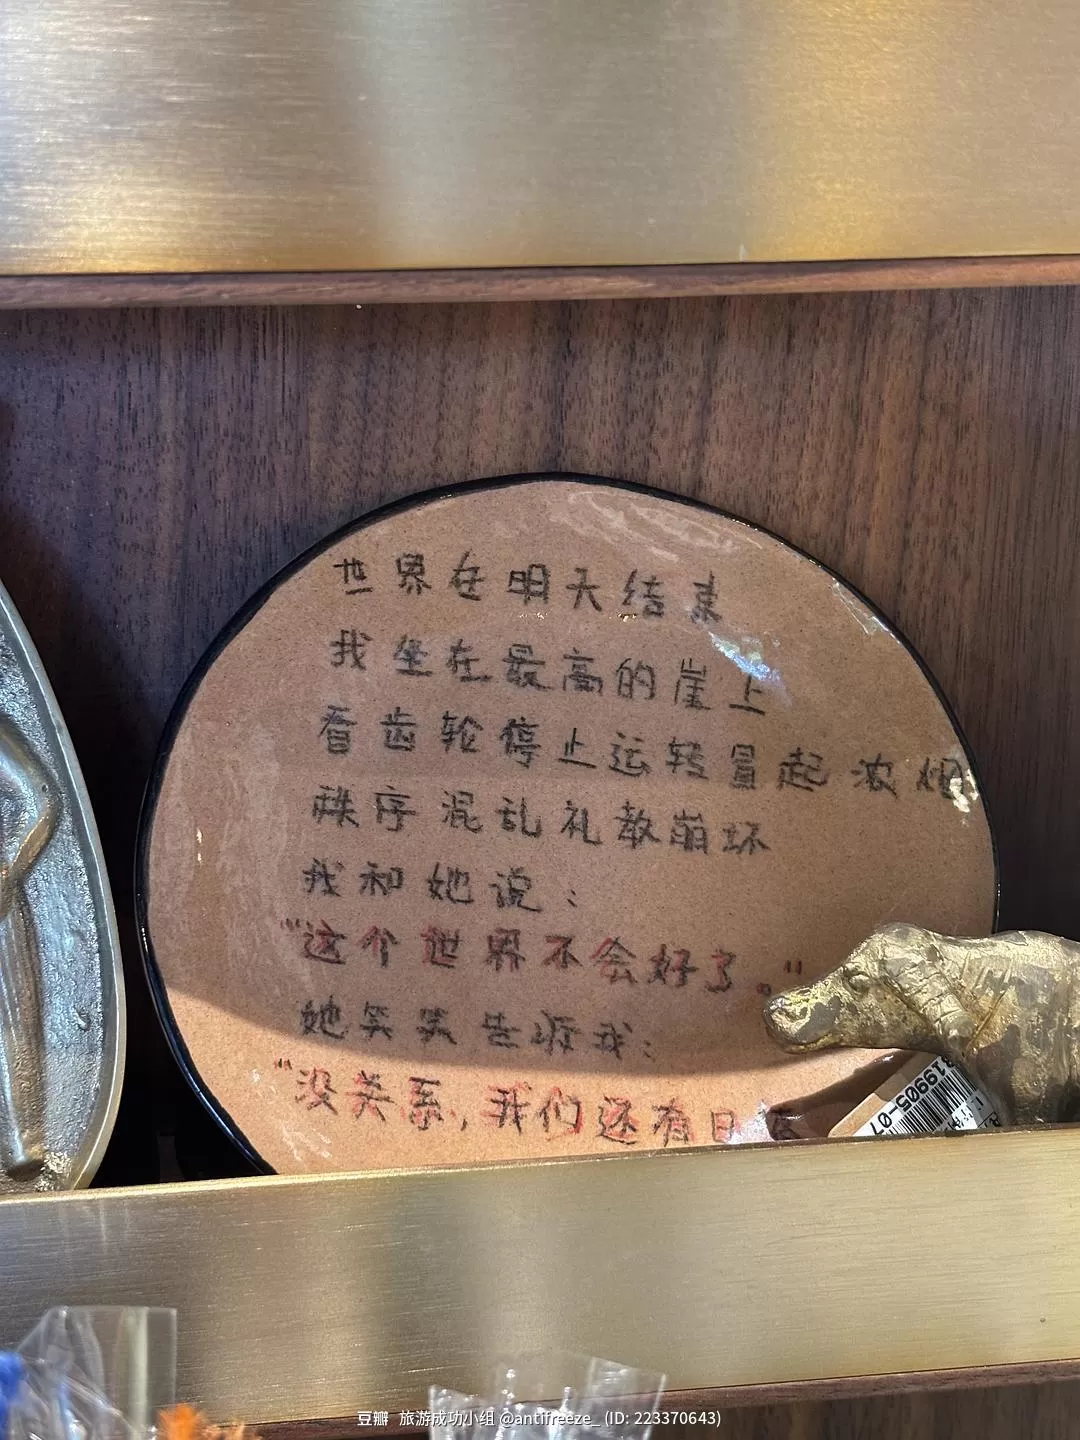 世界在明天结束
我坐在最高的崖上
看齿轮停止运转冒起浓烟
秩序混乱礼教崩坏
我和她说：
"这个世界不会好了。"
她笑笑告诉我：
"没关系，我们还有日
319905-07
豆瓣 旅游成功小组 @antifreeze_ (ID: 223370643)